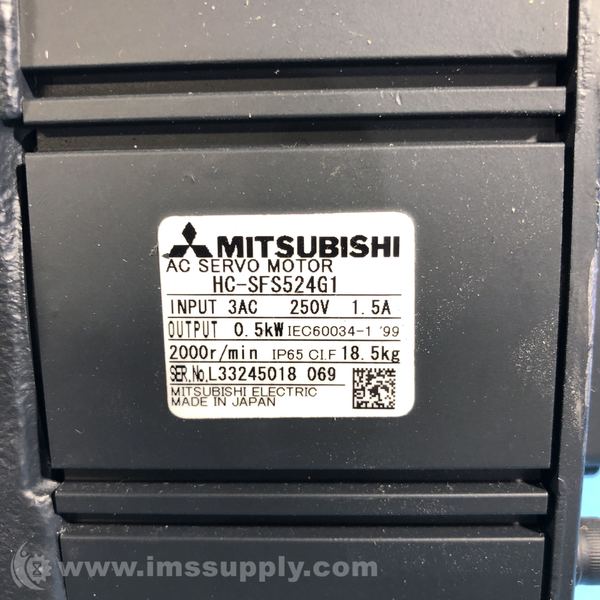 MITSUBISHI
AC SERVO MOTOR
HC-SFS524G1
INPUT 3AC 250V 1.5A
OUTPUT 0.5kW IEC60034-1 '99
2000r/min IP65 CI.F 18.5kg
SER.No.L33245018 069
MITSUBISHI ELECTRIC
MADE IN JAPAN
www.imssupply.com